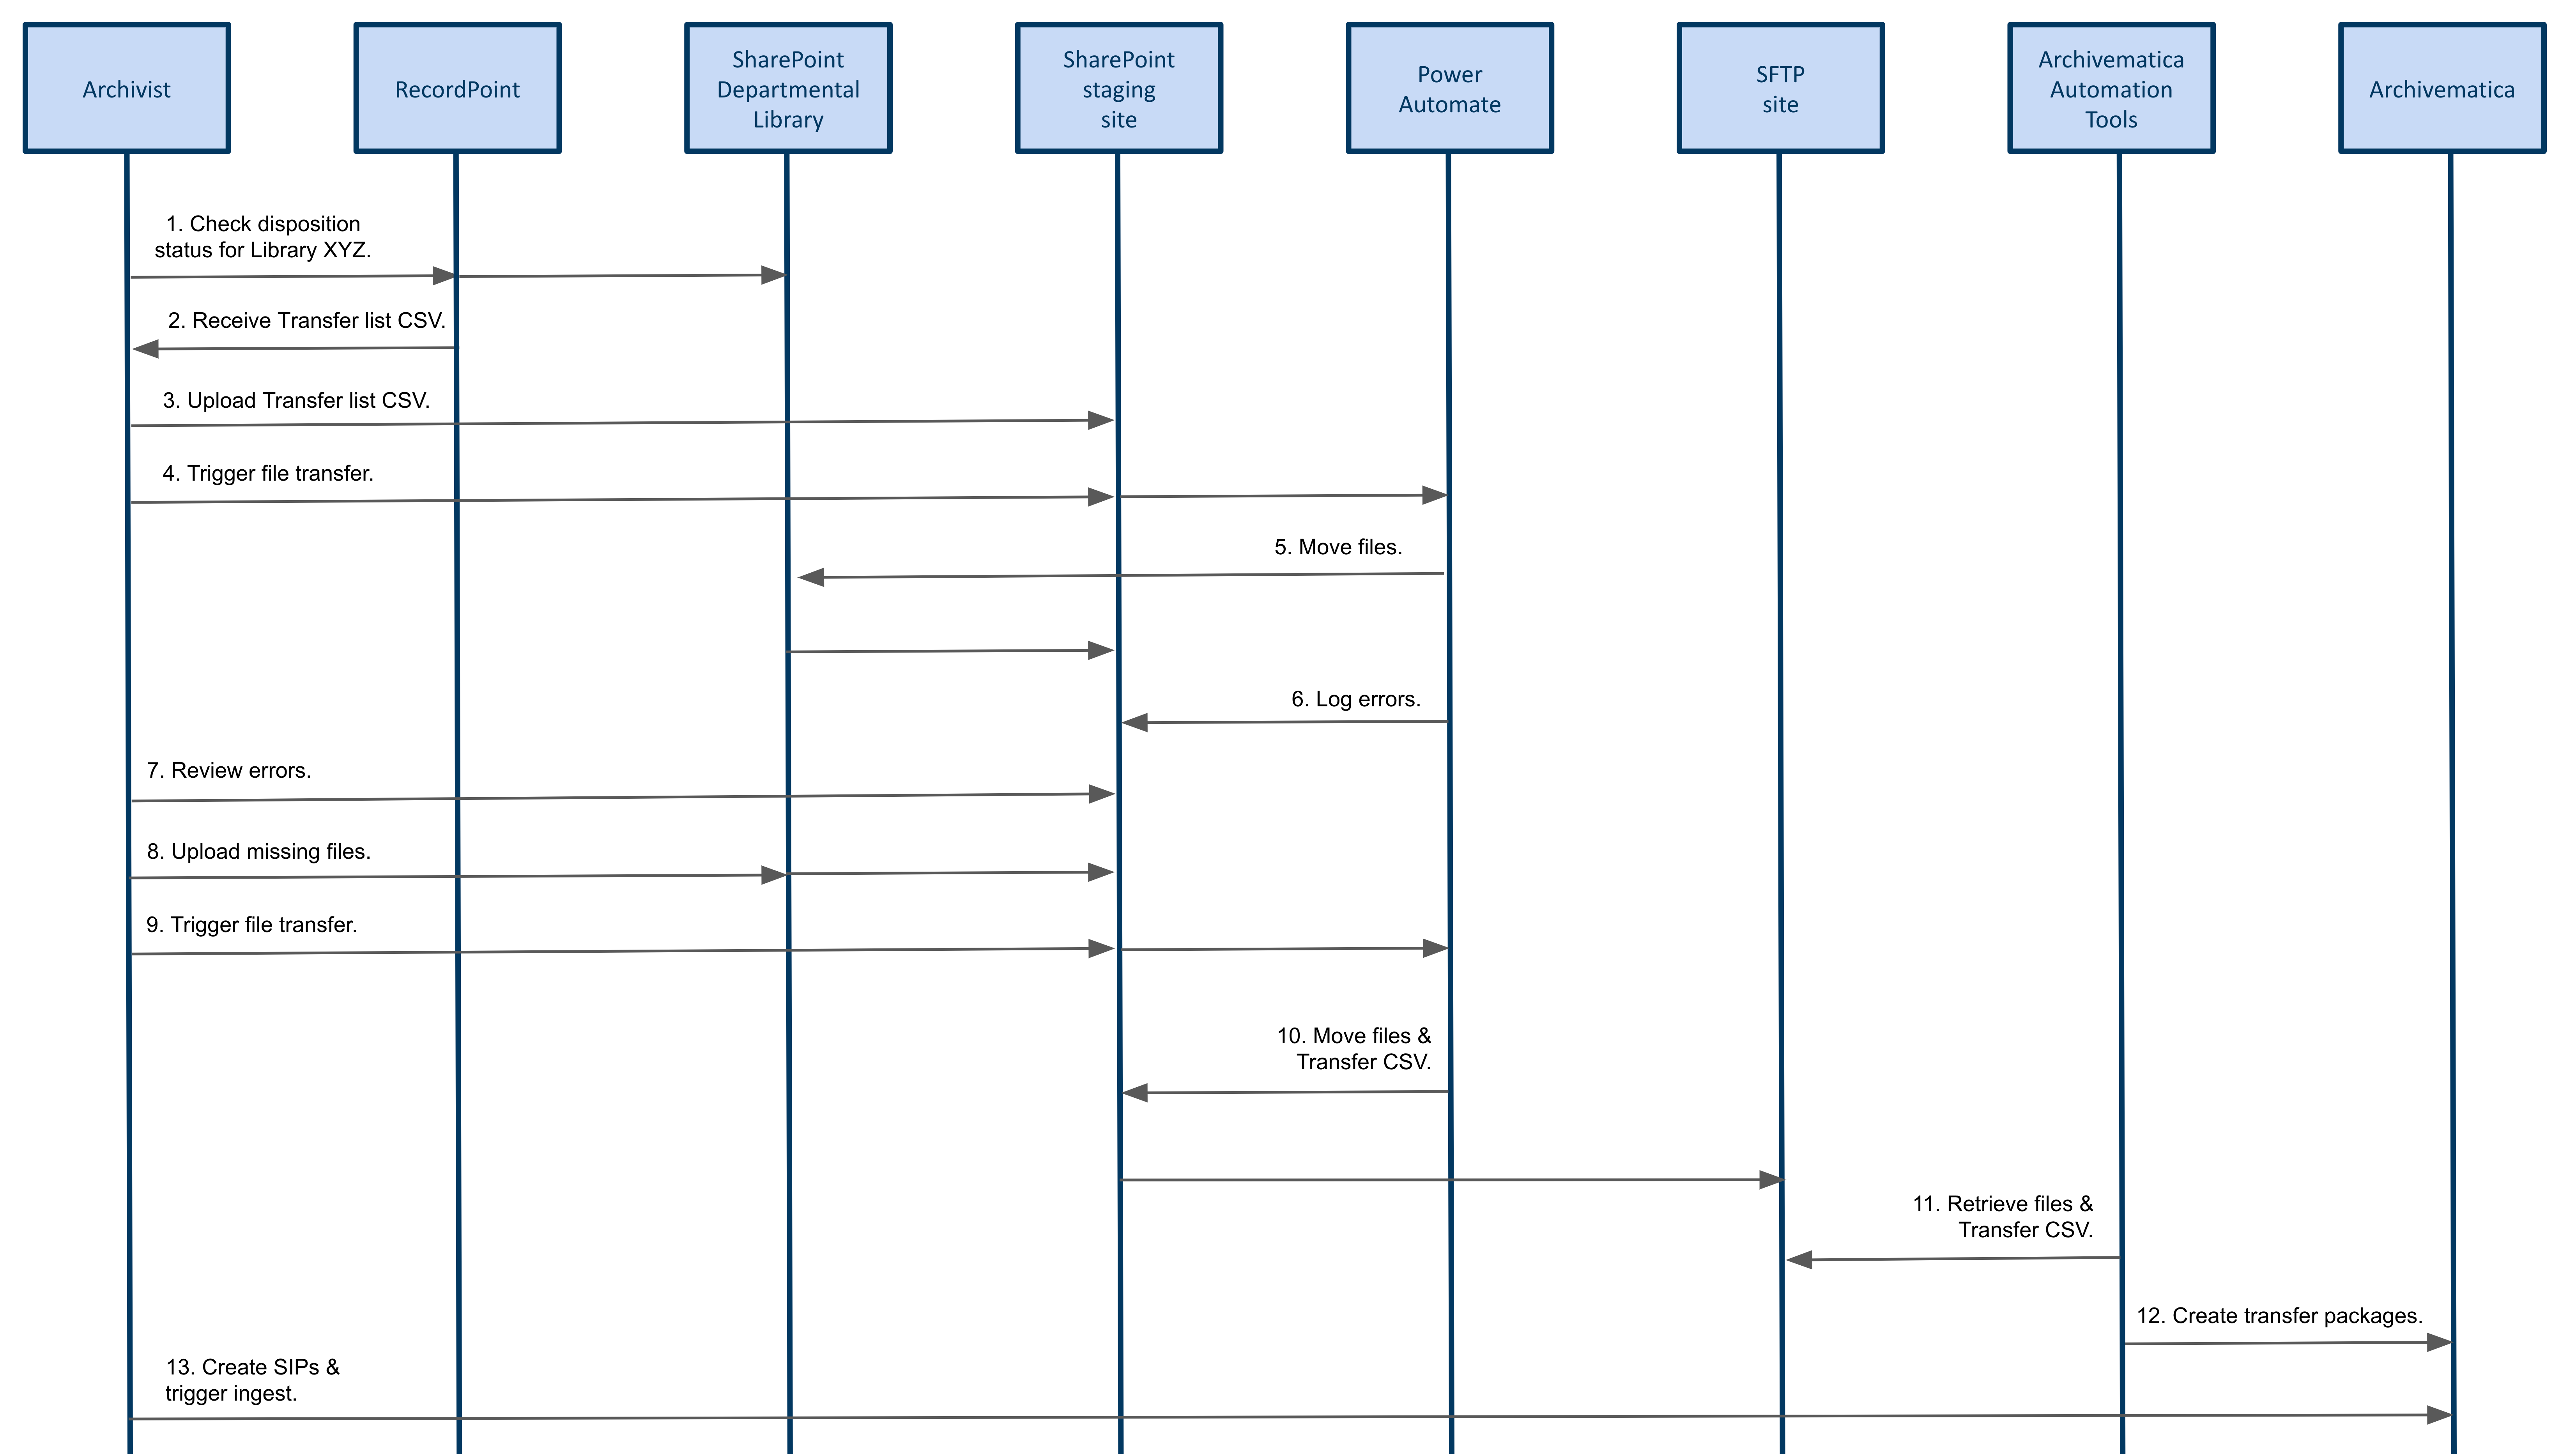 Archivist
RecordPoint
SharePoint
Departmental
Library
SharePoint
staging
site
Power
Automate
SFTP
site
Archivematica
Automation
Tools
Archivematica
1. Check disposition
status for Library XYZ.
2. Receive Transfer list CSV.
3. Upload Transfer list CSV.
4. Trigger file transfer.
5. Move files.
6. Log errors.
7. Review errors.
8. Upload missing files.
9. Trigger file transfer.
10. Move files &
Transfer CSV.
11. Retrieve files &
Transfer CSV.
12. Create transfer packages.
13. Create SIPs &
trigger ingest.